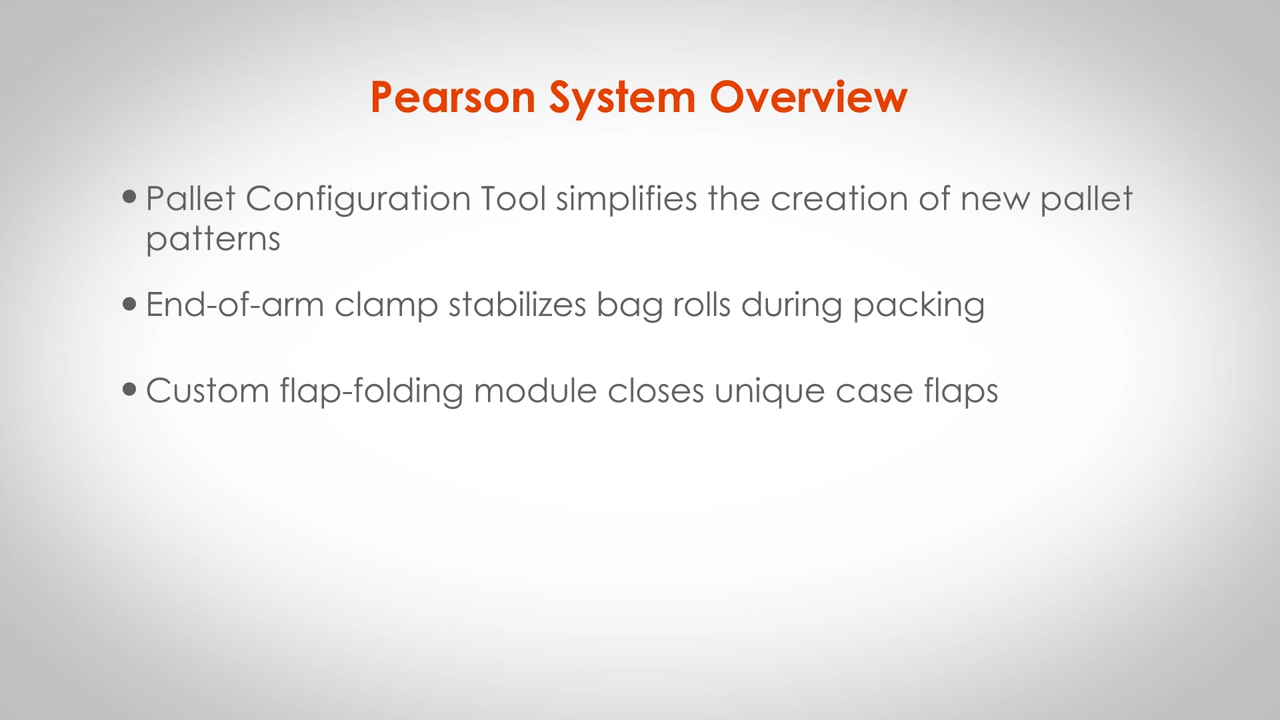 Pearson System Overview
• Pallet Configuration Tool simplifies the creation of new pallet
patterns
• End-of-arm clamp stabilizes bag rolls during packing
• Custom flap-folding module closes unique case flaps